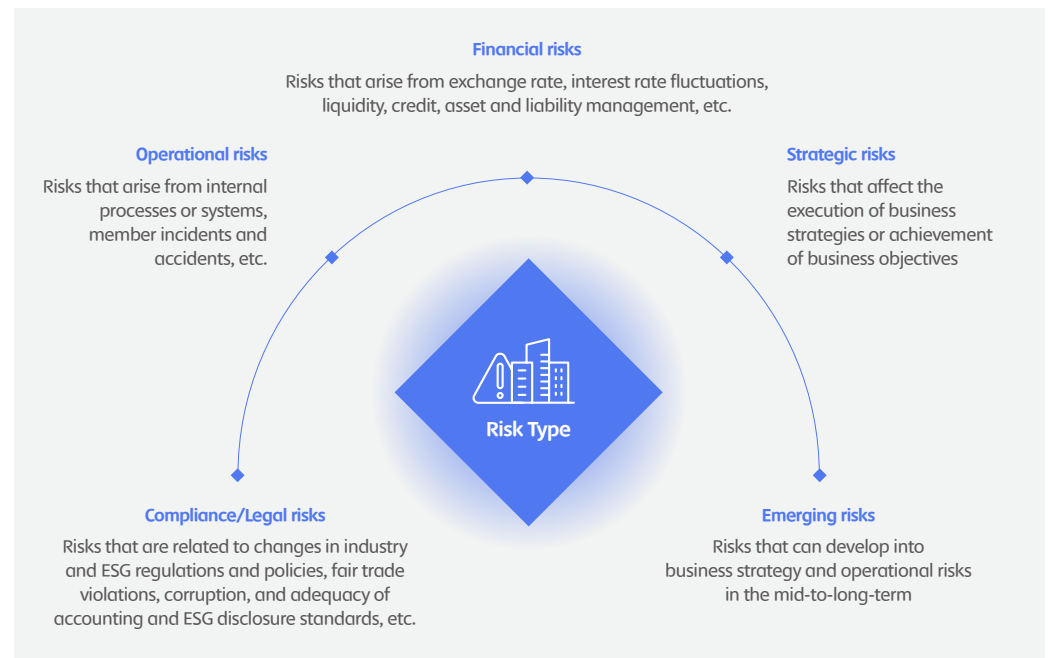 Financial risks
Risks that arise from exchange rate, interest rate fluctuations,
liquidity, credit, asset and liability management, etc.
Operational risks
Risks that arise from internal
processes or systems,
member incidents and
accidents, etc.
Strategic risks
Risks that affect the
execution of business
strategies or achievement
of business objectives
Risk Type
Compliance/Legal risks
Risks that are related to changes in industry
and ESG regulations and policies, fair trade
violations, corruption, and adequacy of
accounting and ESG disclosure standards, etc.
Emerging risks
Risks that can develop into
business strategy and operational risks
in the mid-to-long-term